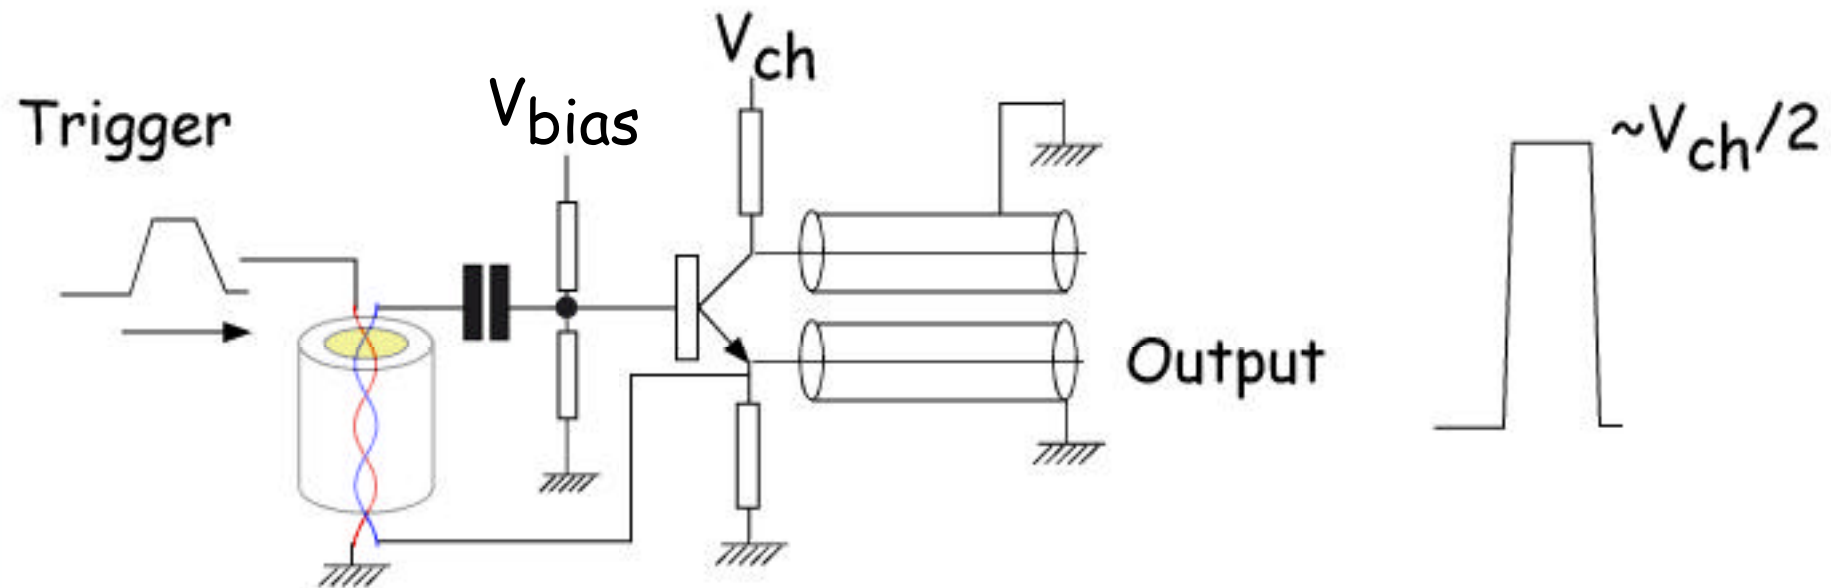 Trigger
Vbias
Vch
Output
~Vch/2